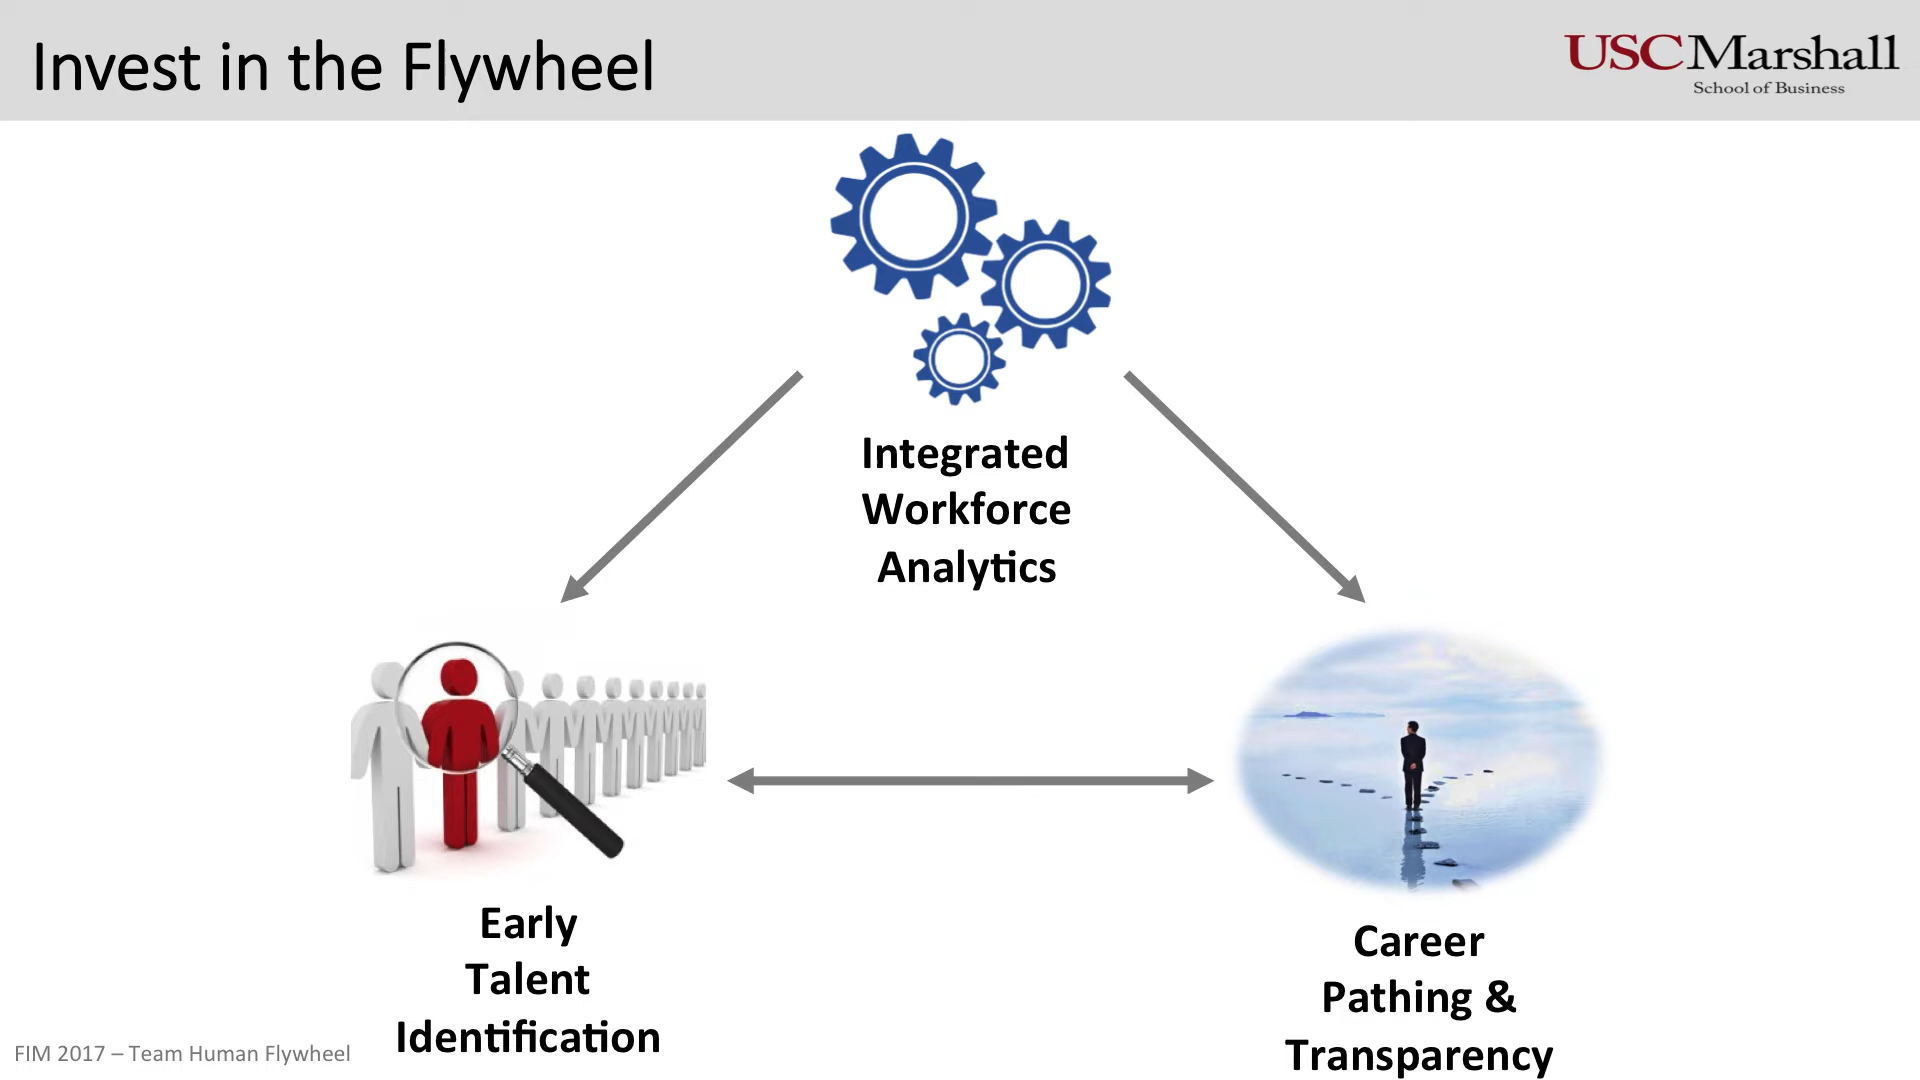 Invest in the Flywheel
USC Marshall
School of Business
Integrated
Workforce
Analytics
Early
Talent
Identification
Career
Pathing &
Transparency
FIM 2017 – Team Human Flywheel